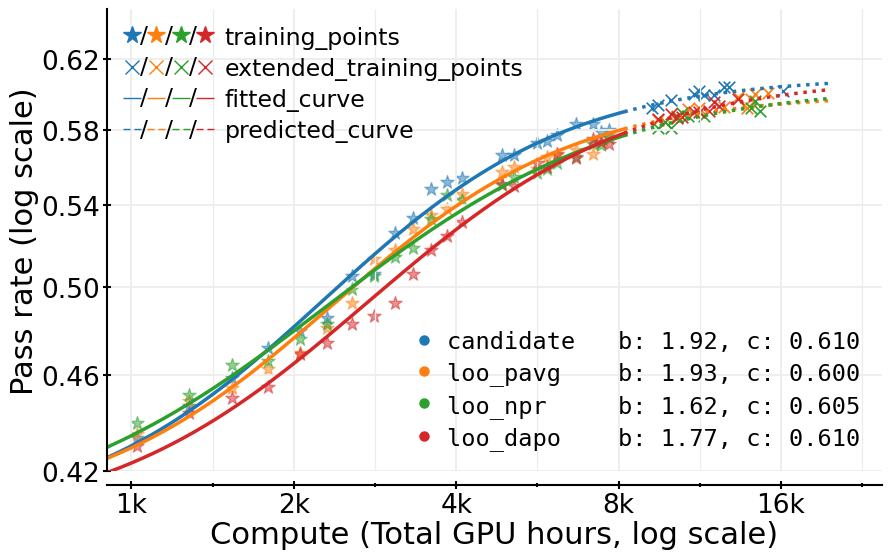 ★/★/★/★ training_points
×/×/×/× extended_training_points
—/—/—/— fitted_curve
--/--/--/-- predicted_curve
0.62
0.58
0.54
0.50
0.46
0.42
Pass rate (log scale)
candidate b: 1.92, c: 0.610
loo_pavg b: 1.93, c: 0.600
loo_npr b: 1.62, c: 0.605
loo_dapo b: 1.77, c: 0.610
1k 2k 4k 8k 16k
Compute (Total GPU hours, log scale)